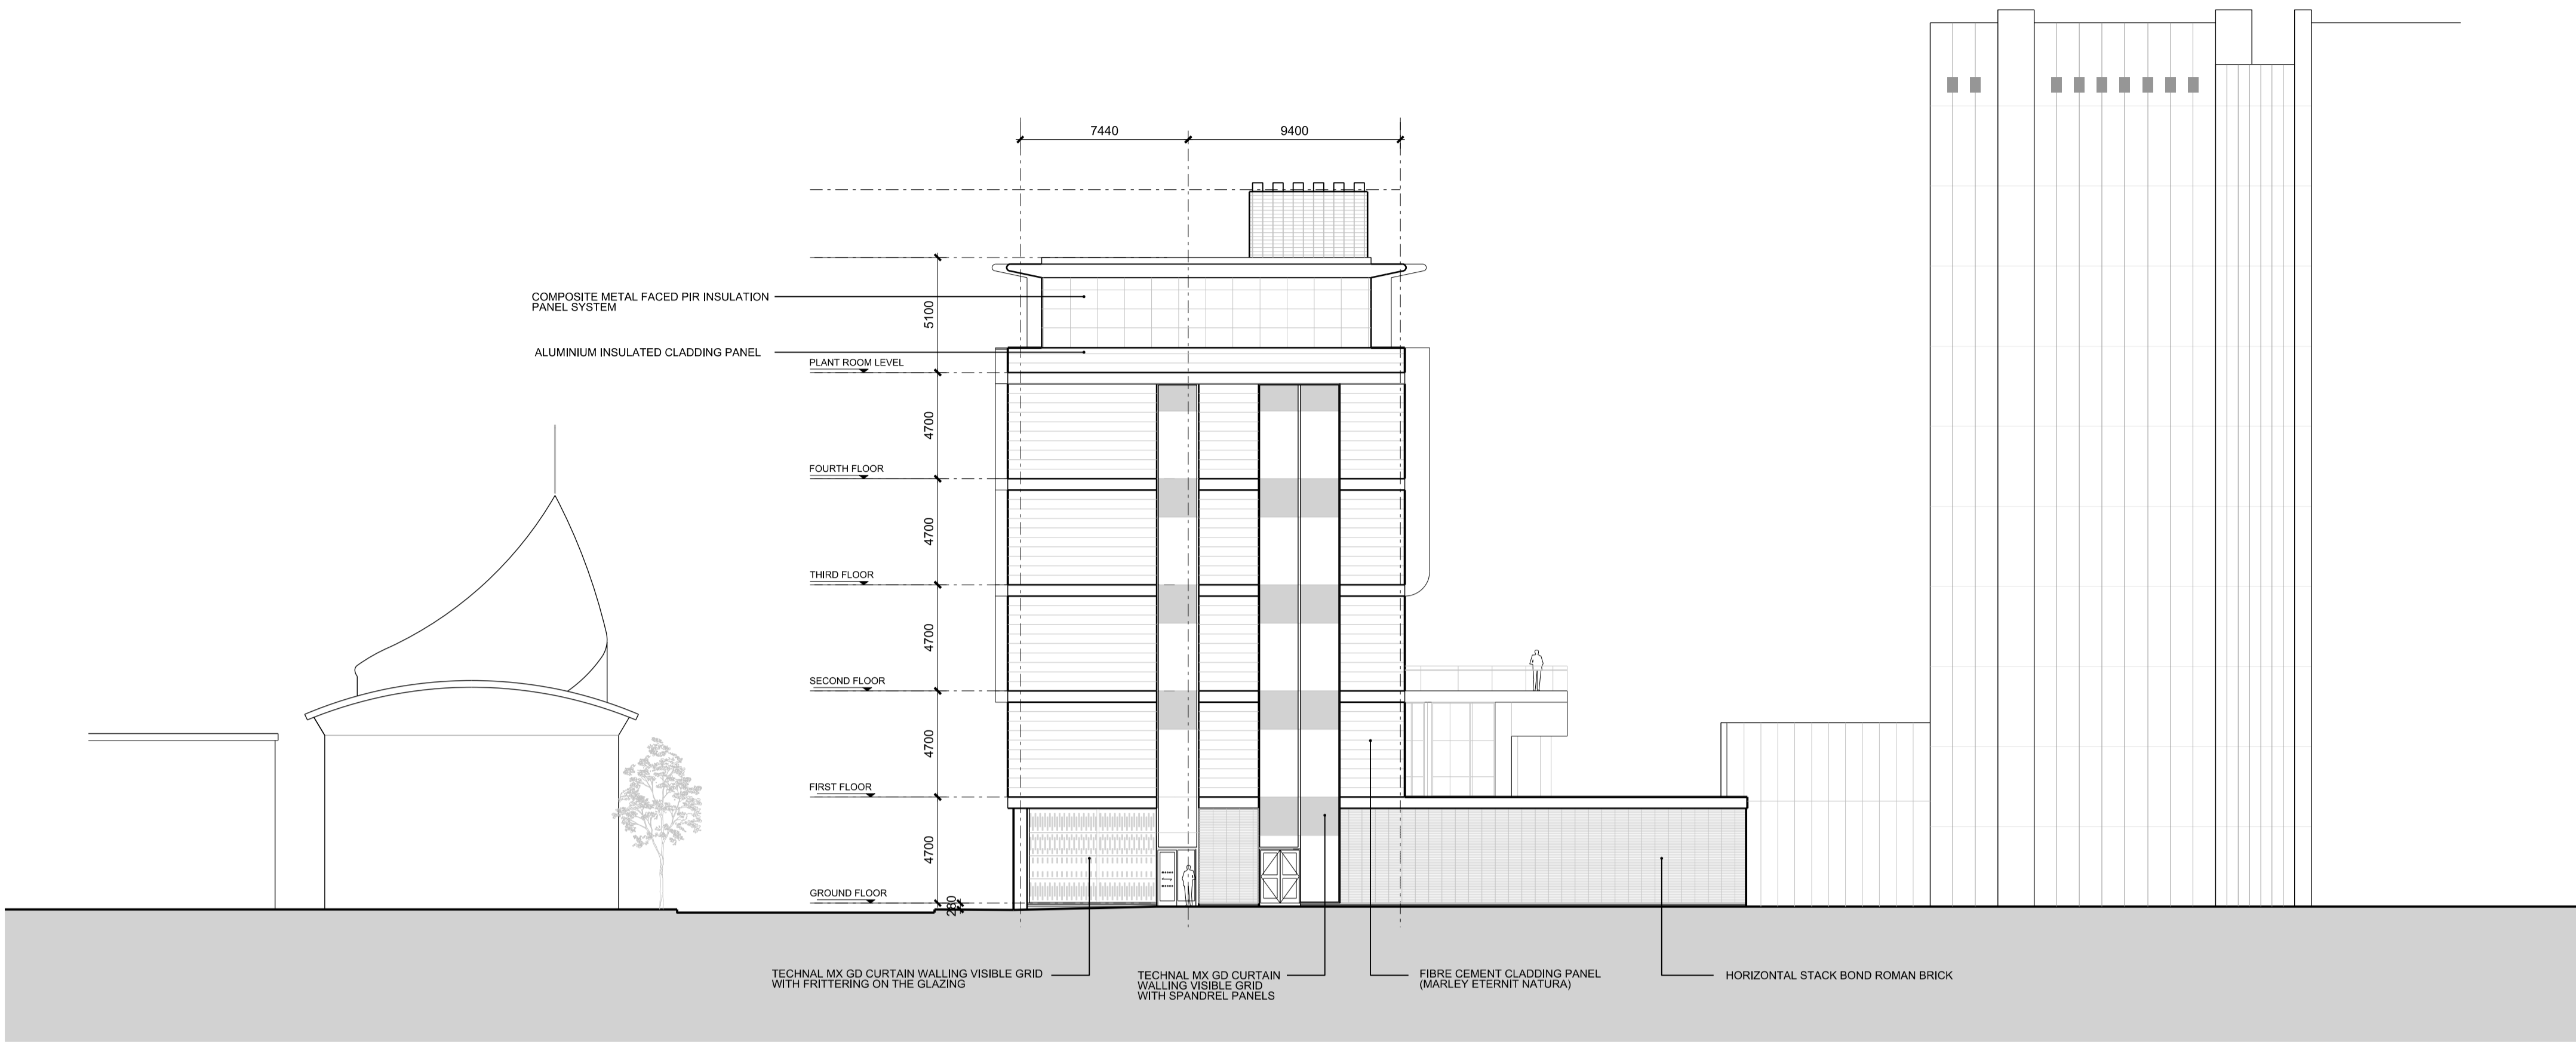 7440
9400
COMPOSITE METAL FACED PIR INSULATION
PANEL SYSTEM
5100
ALUMINIUM INSULATED CLADDING PANEL
PLANT ROOM LEVEL
4700
FOURTH FLOOR
4700
THIRD FLOOR
4700
SECOND FLOOR
4700
FIRST FLOOR
4700
GROUND FLOOR
280
TECHNAL MX GD CURTAIN WALLING VISIBLE GRID
WITH FRITTERING ON THE GLAZING
TECHNAL MX GD CURTAIN
WALLING VISIBLE GRID
WITH SPANDREL PANELS
FIBRE CEMENT CLADDING PANEL
(MARLEY ETERNIT NATURA)
HORIZONTAL STACK BOND ROMAN BRICK